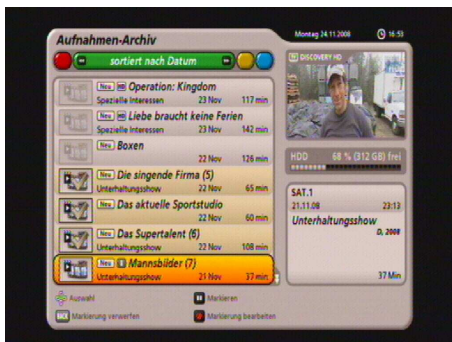 Aufnahmen-Archiv
Montag 24.11.2008 16:53
sortiert nach Datum
DISCOVERY HD
Neu HD Operation: Kingdom
Spezielle Interessen 23 Nov 117 min
Neu HD Liebe braucht keine Ferien
Spezielle Interessen 23 Nov 142 min
Neu Boxen
22 Nov 126 min
Neu Die singende Firma (5)
Unterhaltungsshow 22 Nov 65 min
Neu Das aktuelle Sportstudio
22 Nov 60 min
Neu Das Supertalent (6)
Unterhaltungsshow 22 Nov 108 min
Neu Mannsbilder (7)
Unterhaltungsshow 21 Nov 37 min
HDD 68 % (312 GB) frei
SAT.1
21.11.08 23:13
Unterhaltungsshow
D, 2008
37 Min
Auswahl
Markieren
Markierung verwerfen
Markierung bearbeiten